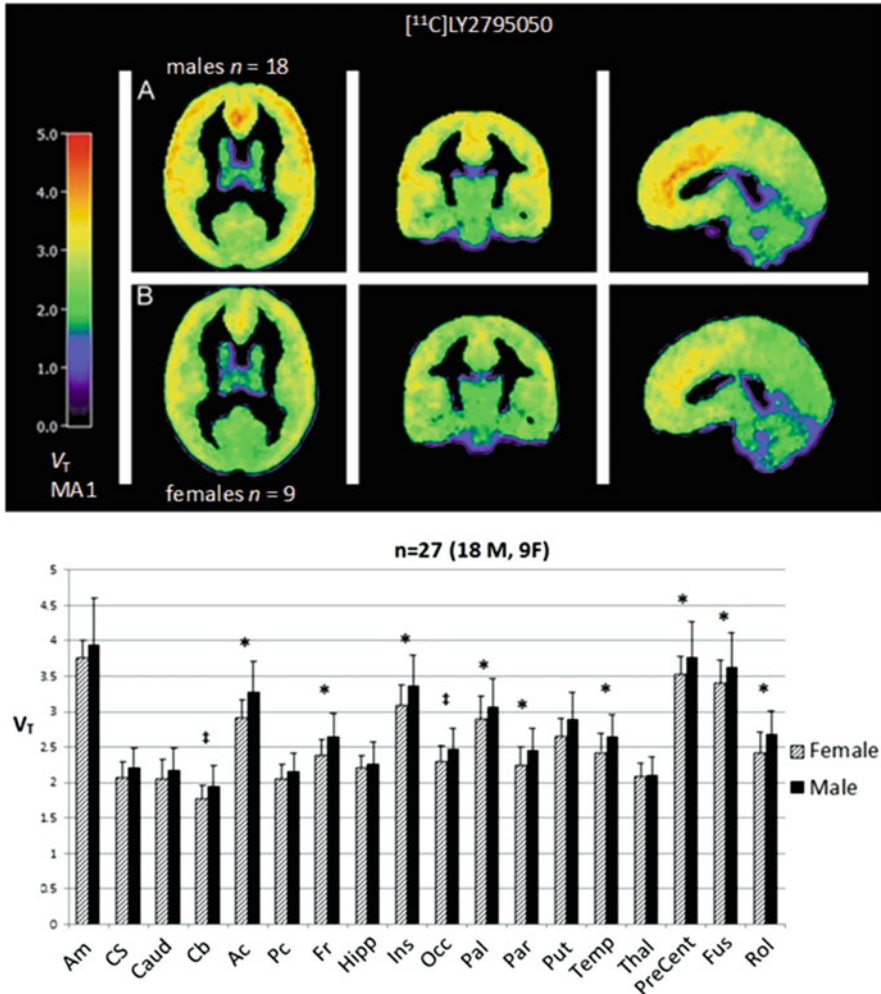 [¹¹C]LY2795050
males n = 18
A
5.0
4.0
3.0
2.0
1.0
0.0
V_T
MA1
B
females n = 9
n=27 (18 M, 9F)
5
4.5
4
3.5
3
2.5
2
1.5
1
0.5
0
V_T
* * * * * * * * * ‡ ‡
Female
Male
Am CS Caud Cb Ac Pc Fr Hipp Ins Occ Pal Par Put Temp Thal PreCent Fus Rol